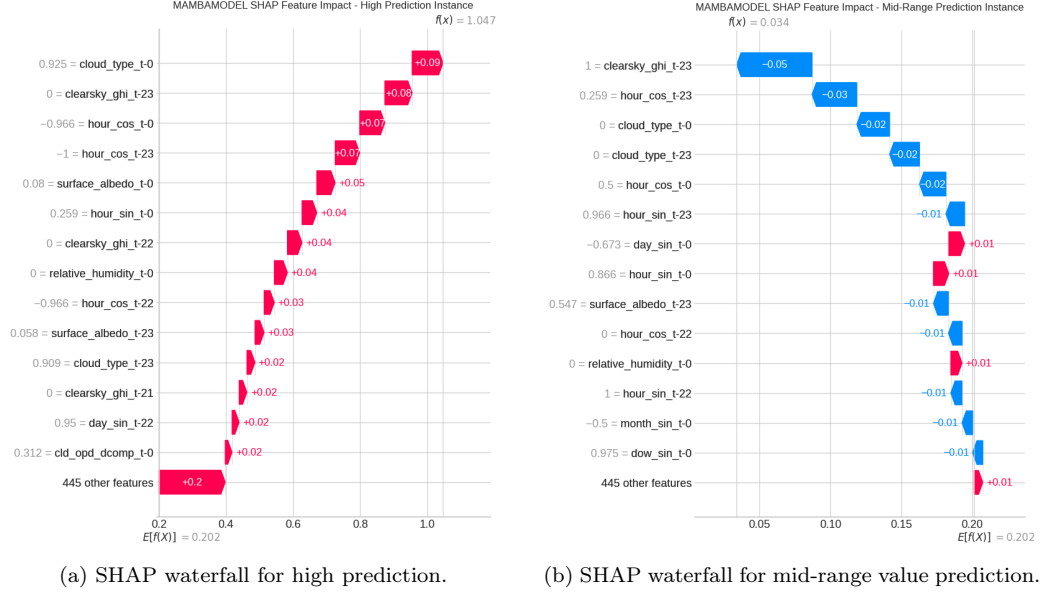 MAMBAMODEL SHAP Feature Impact - High Prediction Instance
f(x) = 1.047
0.925 = cloud_type_t-0
+0.09
0 = clearsky_ghi_t-23
+0.08
−0.966 = hour_cos_t-0
+0.07
−1 = hour_cos_t-23
+0.07
0.08 = surface_albedo_t-0
+0.05
0.259 = hour_sin_t-0
+0.04
0 = clearsky_ghi_t-22
+0.04
0 = relative_humidity_t-0
+0.04
−0.966 = hour_cos_t-22
+0.03
0.058 = surface_albedo_t-23
+0.03
0.909 = cloud_type_t-23
+0.02
0 = clearsky_ghi_t-21
+0.02
0.95 = day_sin_t-22
+0.02
0.312 = cld_opd_dcomp_t-0
+0.02
445 other features
+0.2
0.2 0.4 0.6 0.8 1.0
E[f(X)] = 0.202
(a) SHAP waterfall for high prediction.
MAMBAMODEL SHAP Feature Impact - Mid-Range Prediction Instance
f(x) = 0.034
1 = clearsky_ghi_t-23
−0.05
0.259 = hour_cos_t-23
−0.03
0 = cloud_type_t-0
−0.02
0 = cloud_type_t-23
−0.02
0.5 = hour_cos_t-0
−0.02
0.966 = hour_sin_t-23
−0.01
−0.673 = day_sin_t-0
+0.01
0.866 = hour_sin_t-0
+0.01
0.547 = surface_albedo_t-23
−0.01
0 = hour_cos_t-22
−0.01
0 = relative_humidity_t-0
+0.01
1 = hour_sin_t-22
−0.01
−0.5 = month_sin_t-0
−0.01
0.975 = dow_sin_t-0
−0.01
445 other features
+0.01
0.05 0.10 0.15 0.20
E[f(X)] = 0.202
(b) SHAP waterfall for mid-range value prediction.